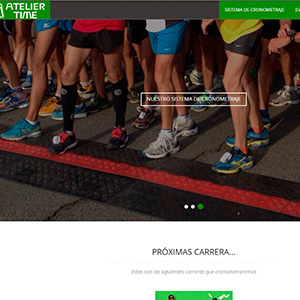 ATELIER
TIME
SISTEMA DE CRONOMETRAJE
NUESTRO SISTEMA DE CRONOMETRAJE
PRÓXIMAS CARRERA...
Estas son las siguientes carreras que cronometraremos.